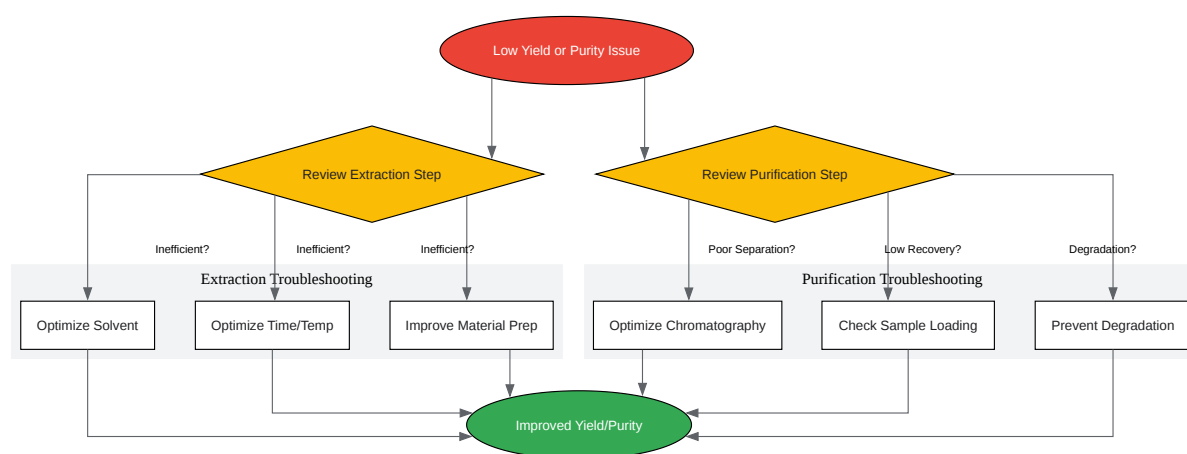 Low Yield or Purity Issue
Review Extraction Step
Review Purification Step
Inefficient?
Inefficient?
Inefficient?
Poor Separation?
Low Recovery?
Degradation?
Extraction Troubleshooting
Purification Troubleshooting
Optimize Solvent
Optimize Time/Temp
Improve Material Prep
Optimize Chromatography
Check Sample Loading
Prevent Degradation
Improved Yield/Purity